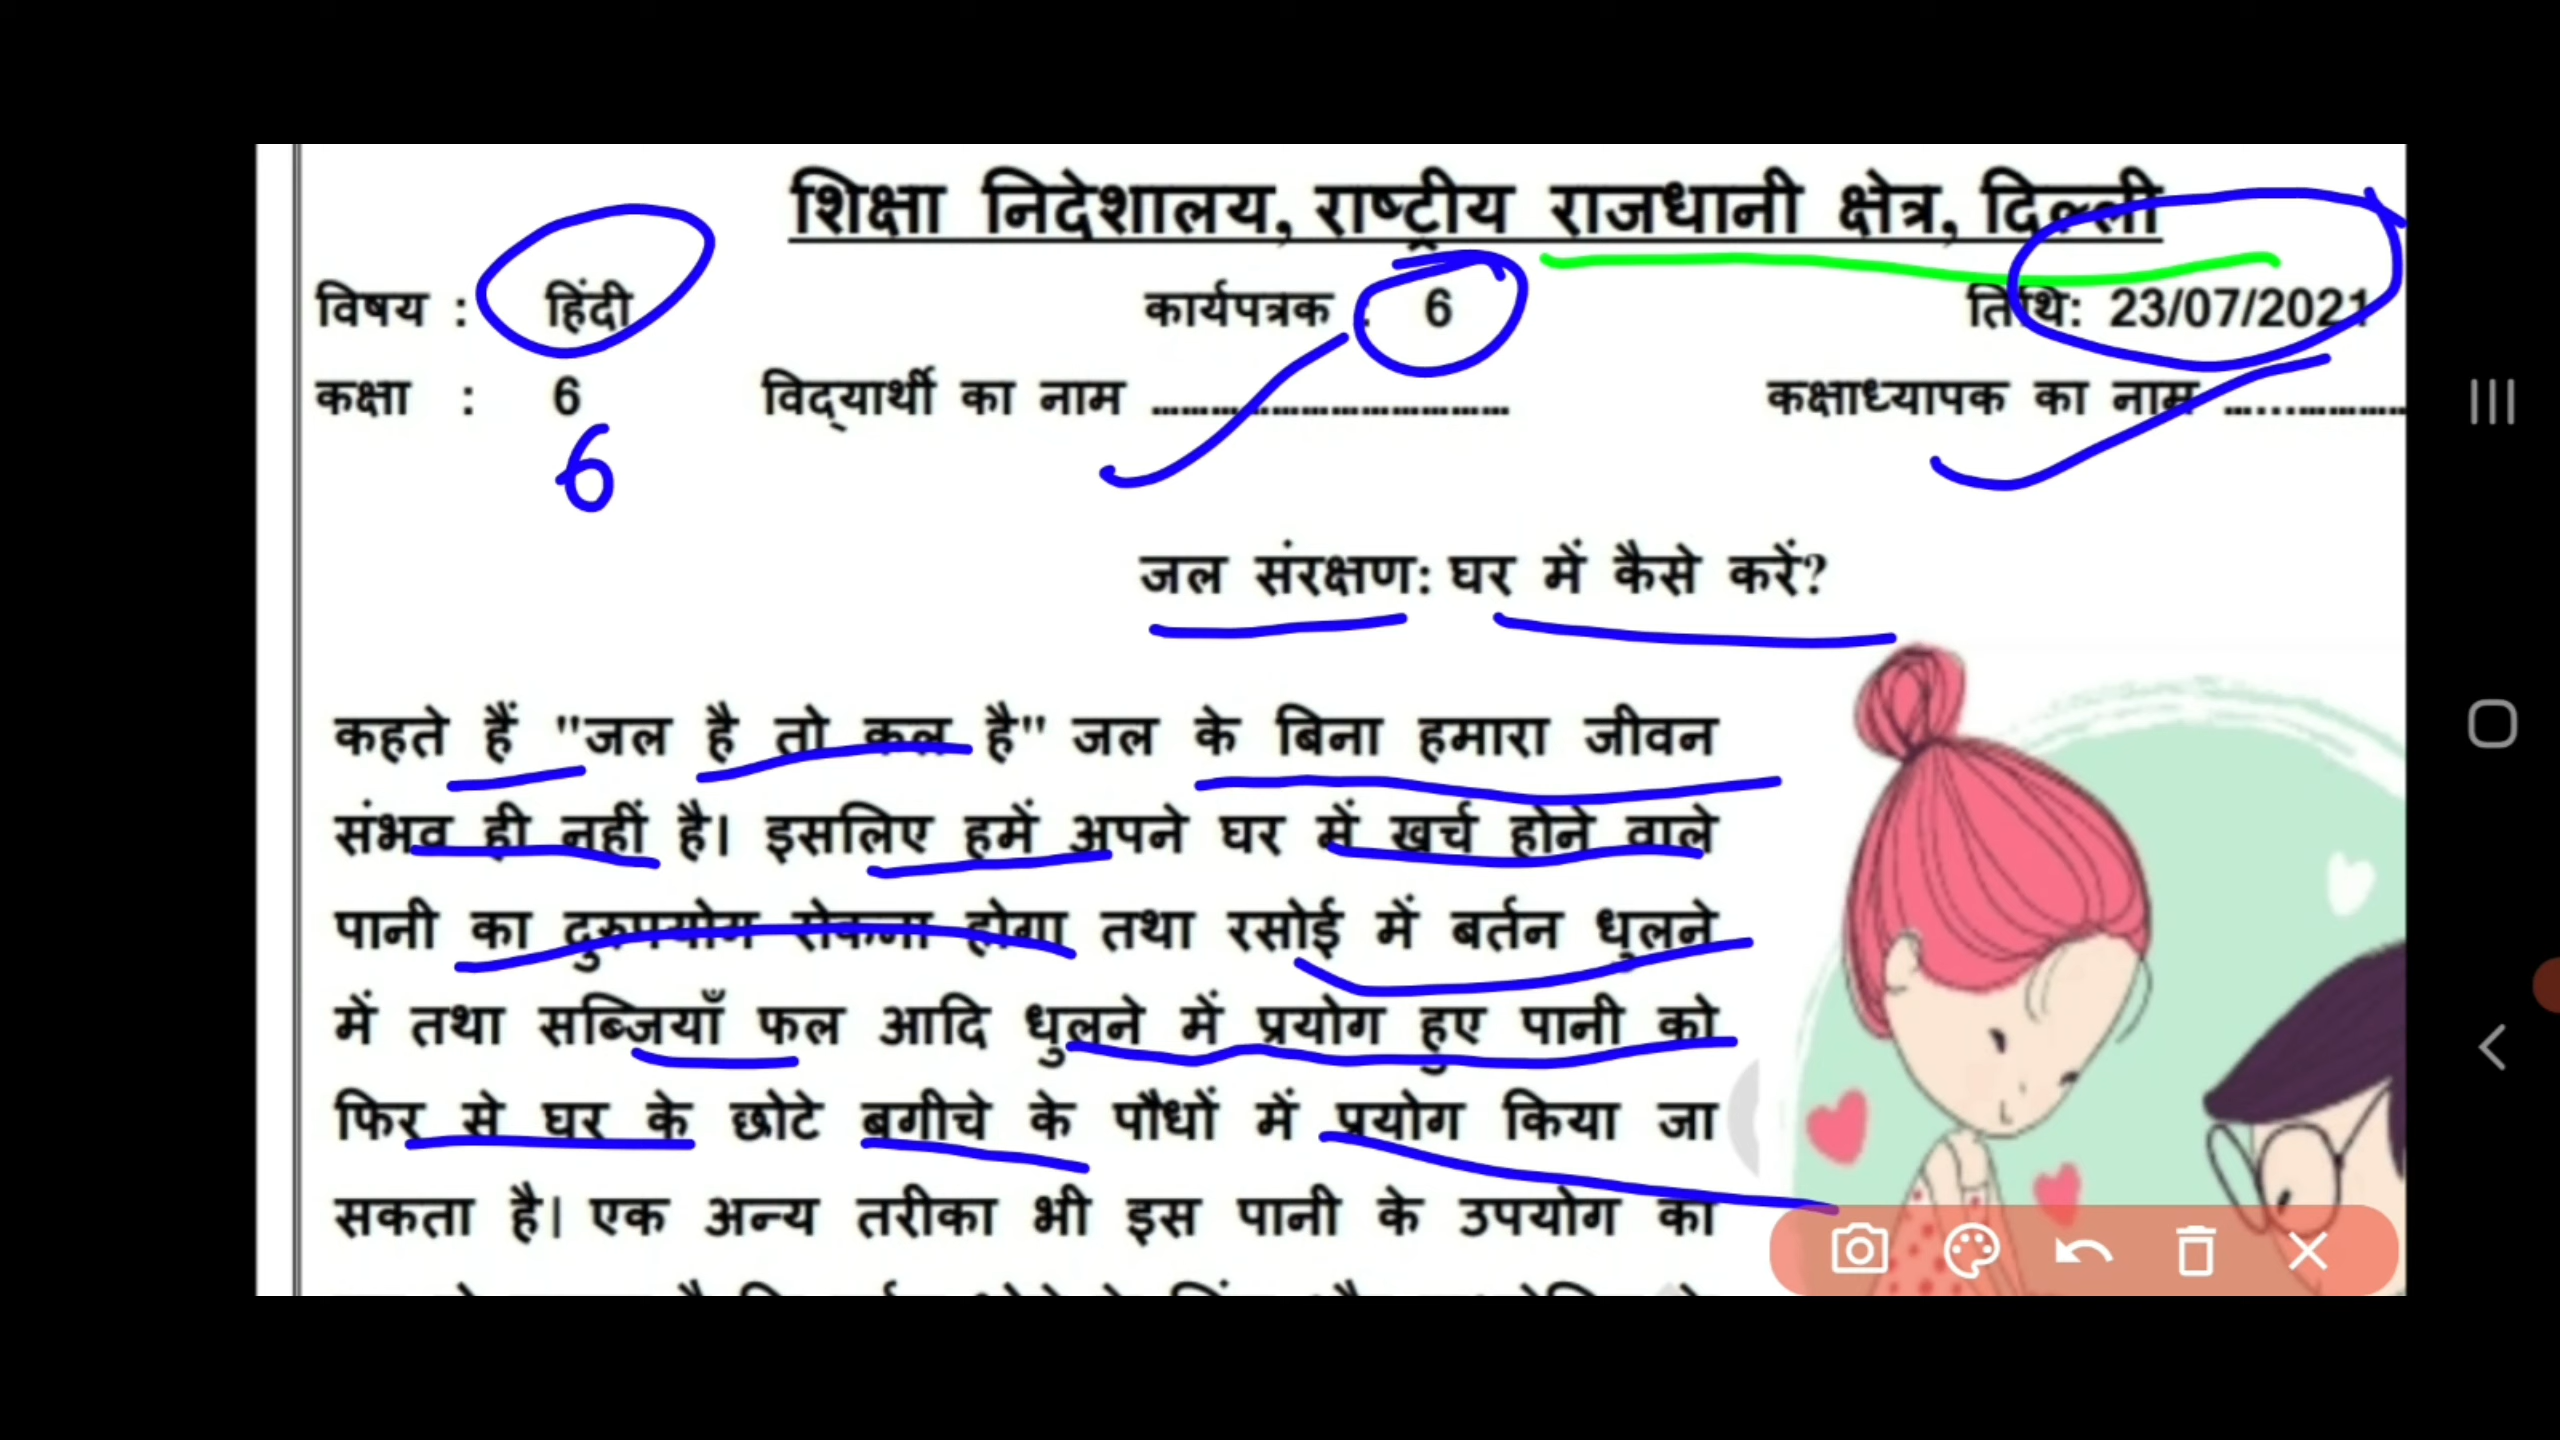 शिक्षा निदेशालय, राष्ट्रीय राजधानी क्षेत्र, दिल्ली
विषय : हिंदी कार्यपत्रक : 6 तिथि: 23/07/2021
कक्षा : 6 विद्यार्थी का नाम ................................. कक्षाध्यापक का नाम .................
6
जल संरक्षण: घर में कैसे करें?
कहते हैं "जल है तो कल है" जल के बिना हमारा जीवन
संभव ही नहीं है। इसलिए हमें अपने घर में खर्च होने वाले
पानी का दुरुपयोग रोकना होगा तथा रसोई में बर्तन धुलने
में तथा सब्जियाँ फल आदि धुलने में प्रयोग हुए पानी को
फिर से घर के छोटे बगीचे के पौधों में प्रयोग किया जा
सकता है। एक अन्य तरीका भी इस पानी के उपयोग का